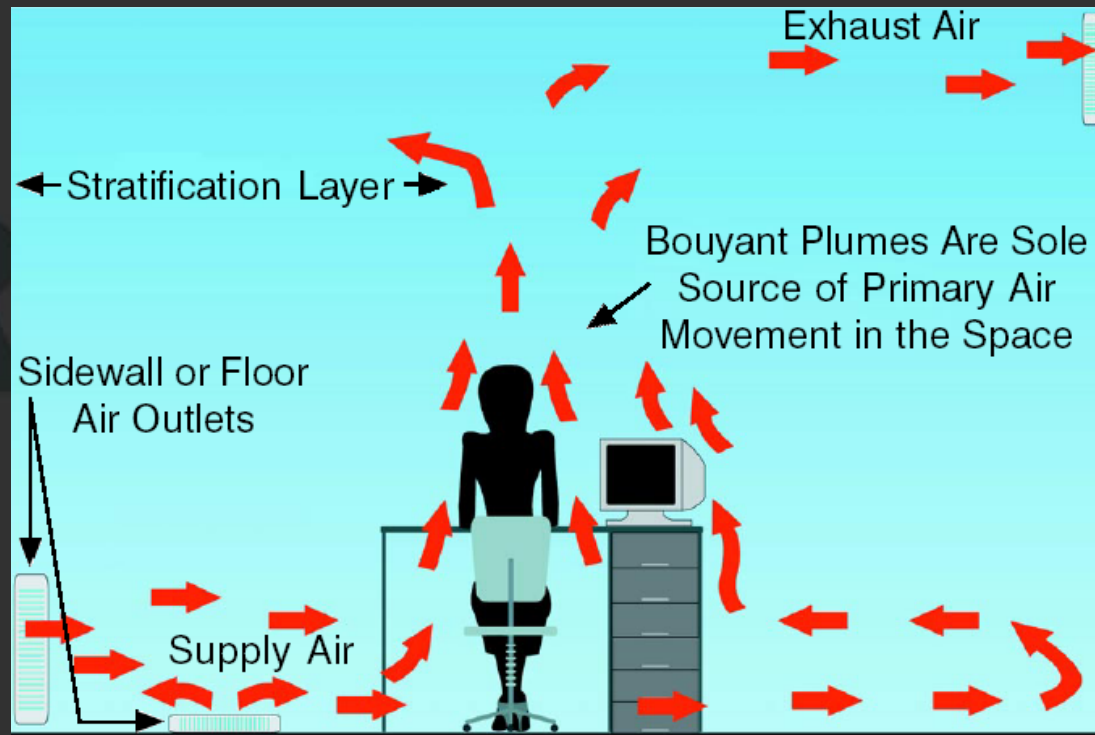 Exhaust Air
Stratification Layer
Bouyant Plumes Are Sole
Source of Primary Air
Movement in the Space
Sidewall or Floor
Air Outlets
Supply Air